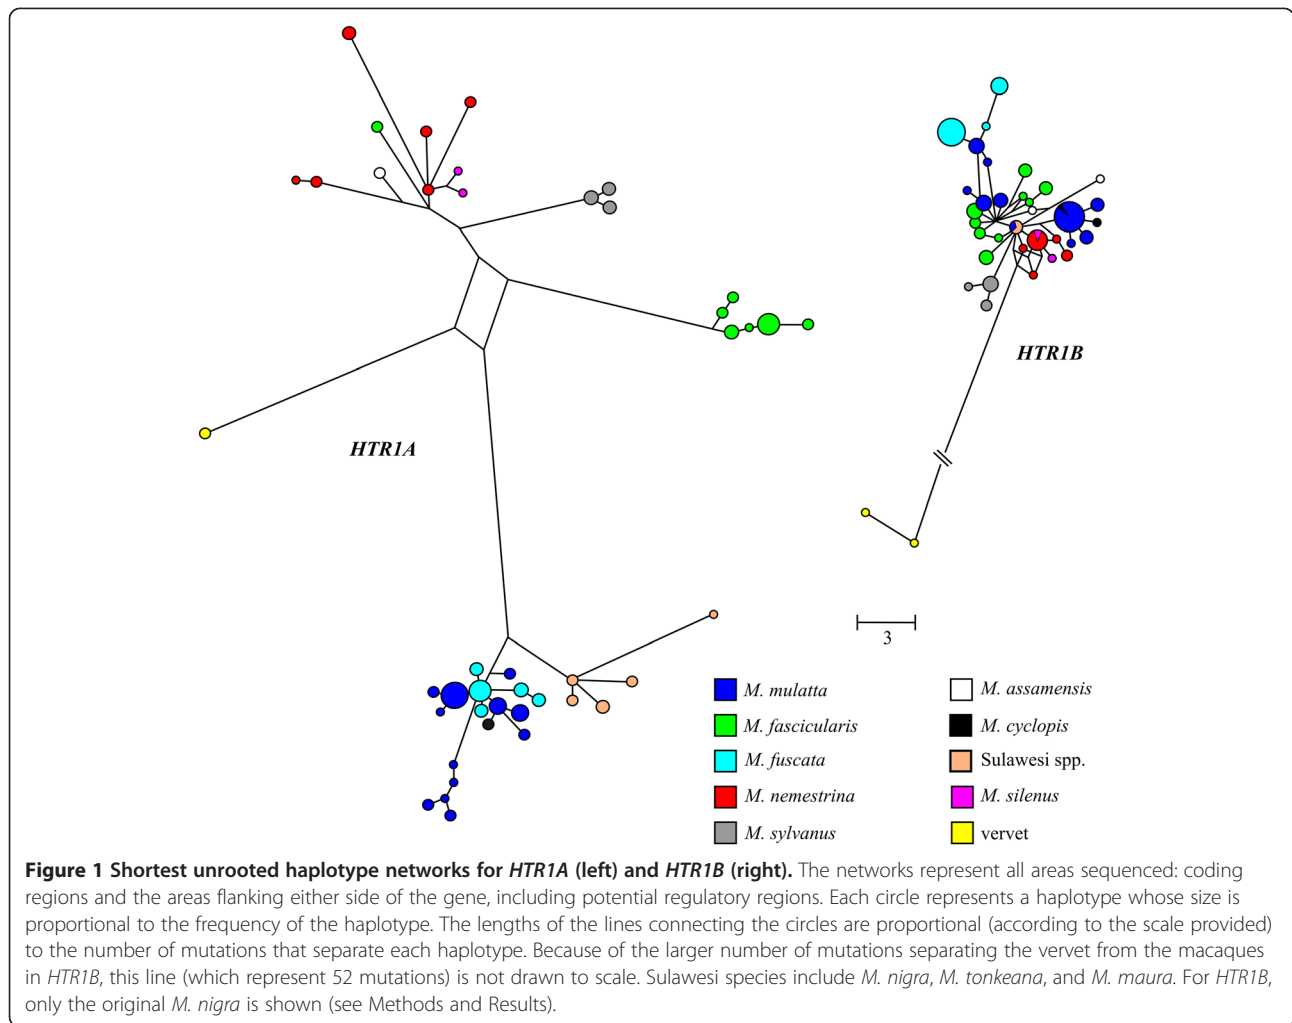 HTR1A
HTR1B
3
M. mulatta
M. fascicularis
M. fuscata
M. nemestrina
M. sylvanus
M. assamensis
M. cyclopis
Sulawesi spp.
M. silenus
vervet
Figure 1 Shortest unrooted haplotype networks for HTR1A (left) and HTR1B (right). The networks represent all areas sequenced: coding
regions and the areas flanking either side of the gene, including potential regulatory regions. Each circle represents a haplotype whose size is
proportional to the frequency of the haplotype. The lengths of the lines connecting the circles are proportional (according to the scale provided)
to the number of mutations that separate each haplotype. Because of the larger number of mutations separating the vervet from the macaques
in HTR1B, this line (which represent 52 mutations) is not drawn to scale. Sulawesi species include M. nigra, M. tonkeana, and M. maura. For HTR1B,
only the original M. nigra is shown (see Methods and Results).